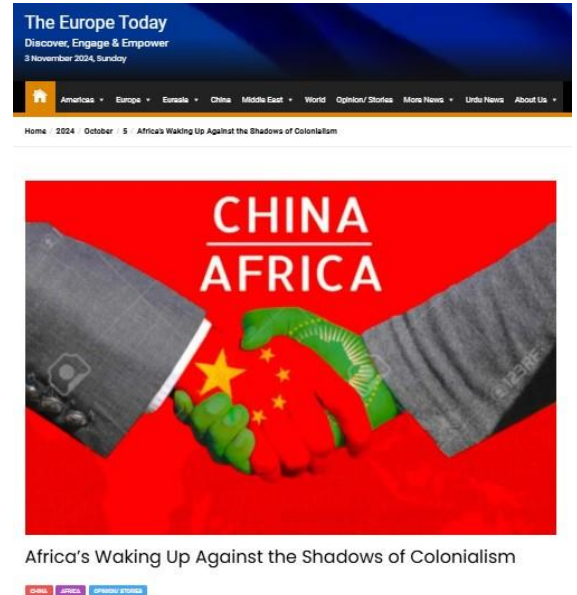 The Europe Today
Discover, Engage & Empower
3 November 2024, Sunday
Americas Europe Eurasia China Middle East World Opinion/ Stories More News Urdu News About Us
Home / 2024 / October / 5 / Africa's Waking Up Against the Shadows of Colonialism
CHINA
AFRICA
123RF
Africa's Waking Up Against the Shadows of Colonialism
CHINA AFRICA OPINION/ STORIES